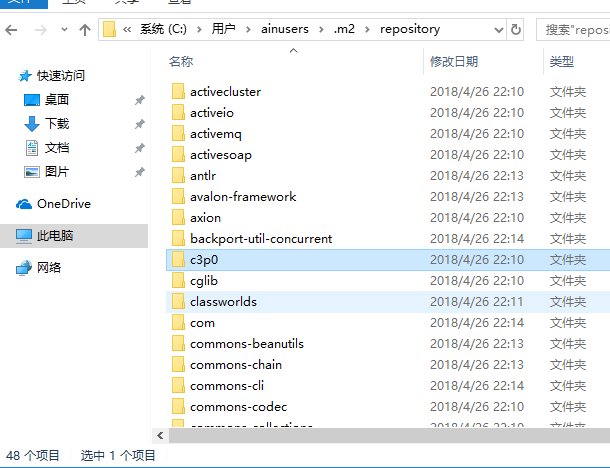 文件
主页
共享
查看
« 系统 (C:) > 用户 > ainusers > .m2 > repository
搜索"repos
名称 修改日期 类型
快速访问
桌面
下载
文档
图片
OneDrive
此电脑
网络
activecluster 2018/4/26 22:10 文件夹
activeio 2018/4/26 22:10 文件夹
activemq 2018/4/26 22:10 文件夹
activesoap 2018/4/26 22:10 文件夹
antlr 2018/4/26 22:13 文件夹
avalon-framework 2018/4/26 22:13 文件夹
axion 2018/4/26 22:10 文件夹
backport-util-concurrent 2018/4/26 22:14 文件夹
c3p0 2018/4/26 22:10 文件夹
cglib 2018/4/26 22:10 文件夹
classworlds 2018/4/26 22:11 文件夹
com 2018/4/26 22:14 文件夹
commons-beanutils 2018/4/26 22:13 文件夹
commons-chain 2018/4/26 22:13 文件夹
commons-cli 2018/4/26 22:14 文件夹
commons-codec 2018/4/26 22:10 文件夹
commons-collections
48 个项目 选中 1 个项目